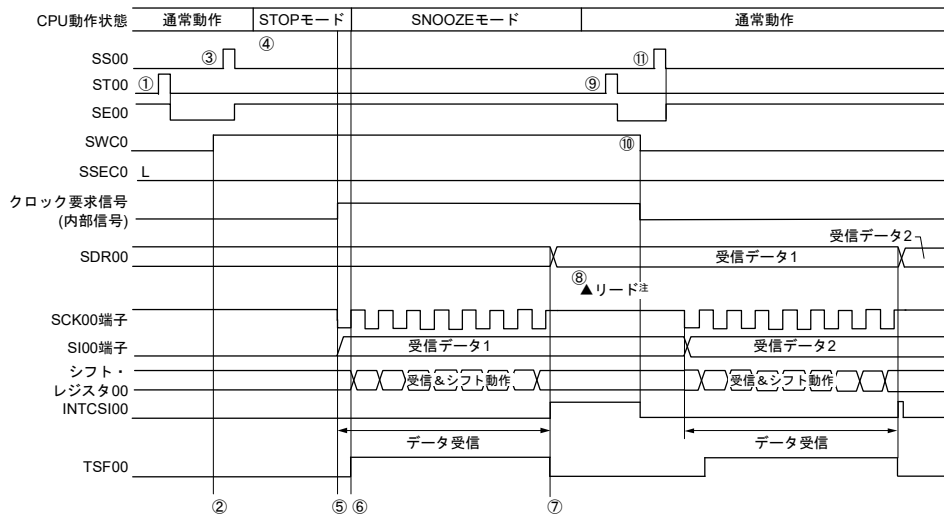 CPU動作状態 通常動作 STOPモード SNOOZEモード 通常動作
④
SS00 ③ ⑪
ST00 ① ⑨
SE00
SWC0 ⑩
SSEC0 L
クロック要求信号
(内部信号)
受信データ2
SDR00 受信データ1
⑧
▲リード注
SCK00端子
SI00端子 受信データ1 受信データ2
シフト・
レジスタ00 受信&シフト動作 受信&シフト動作
INTCSI00
データ受信 データ受信
TSF00
② ⑤ ⑥ ⑦